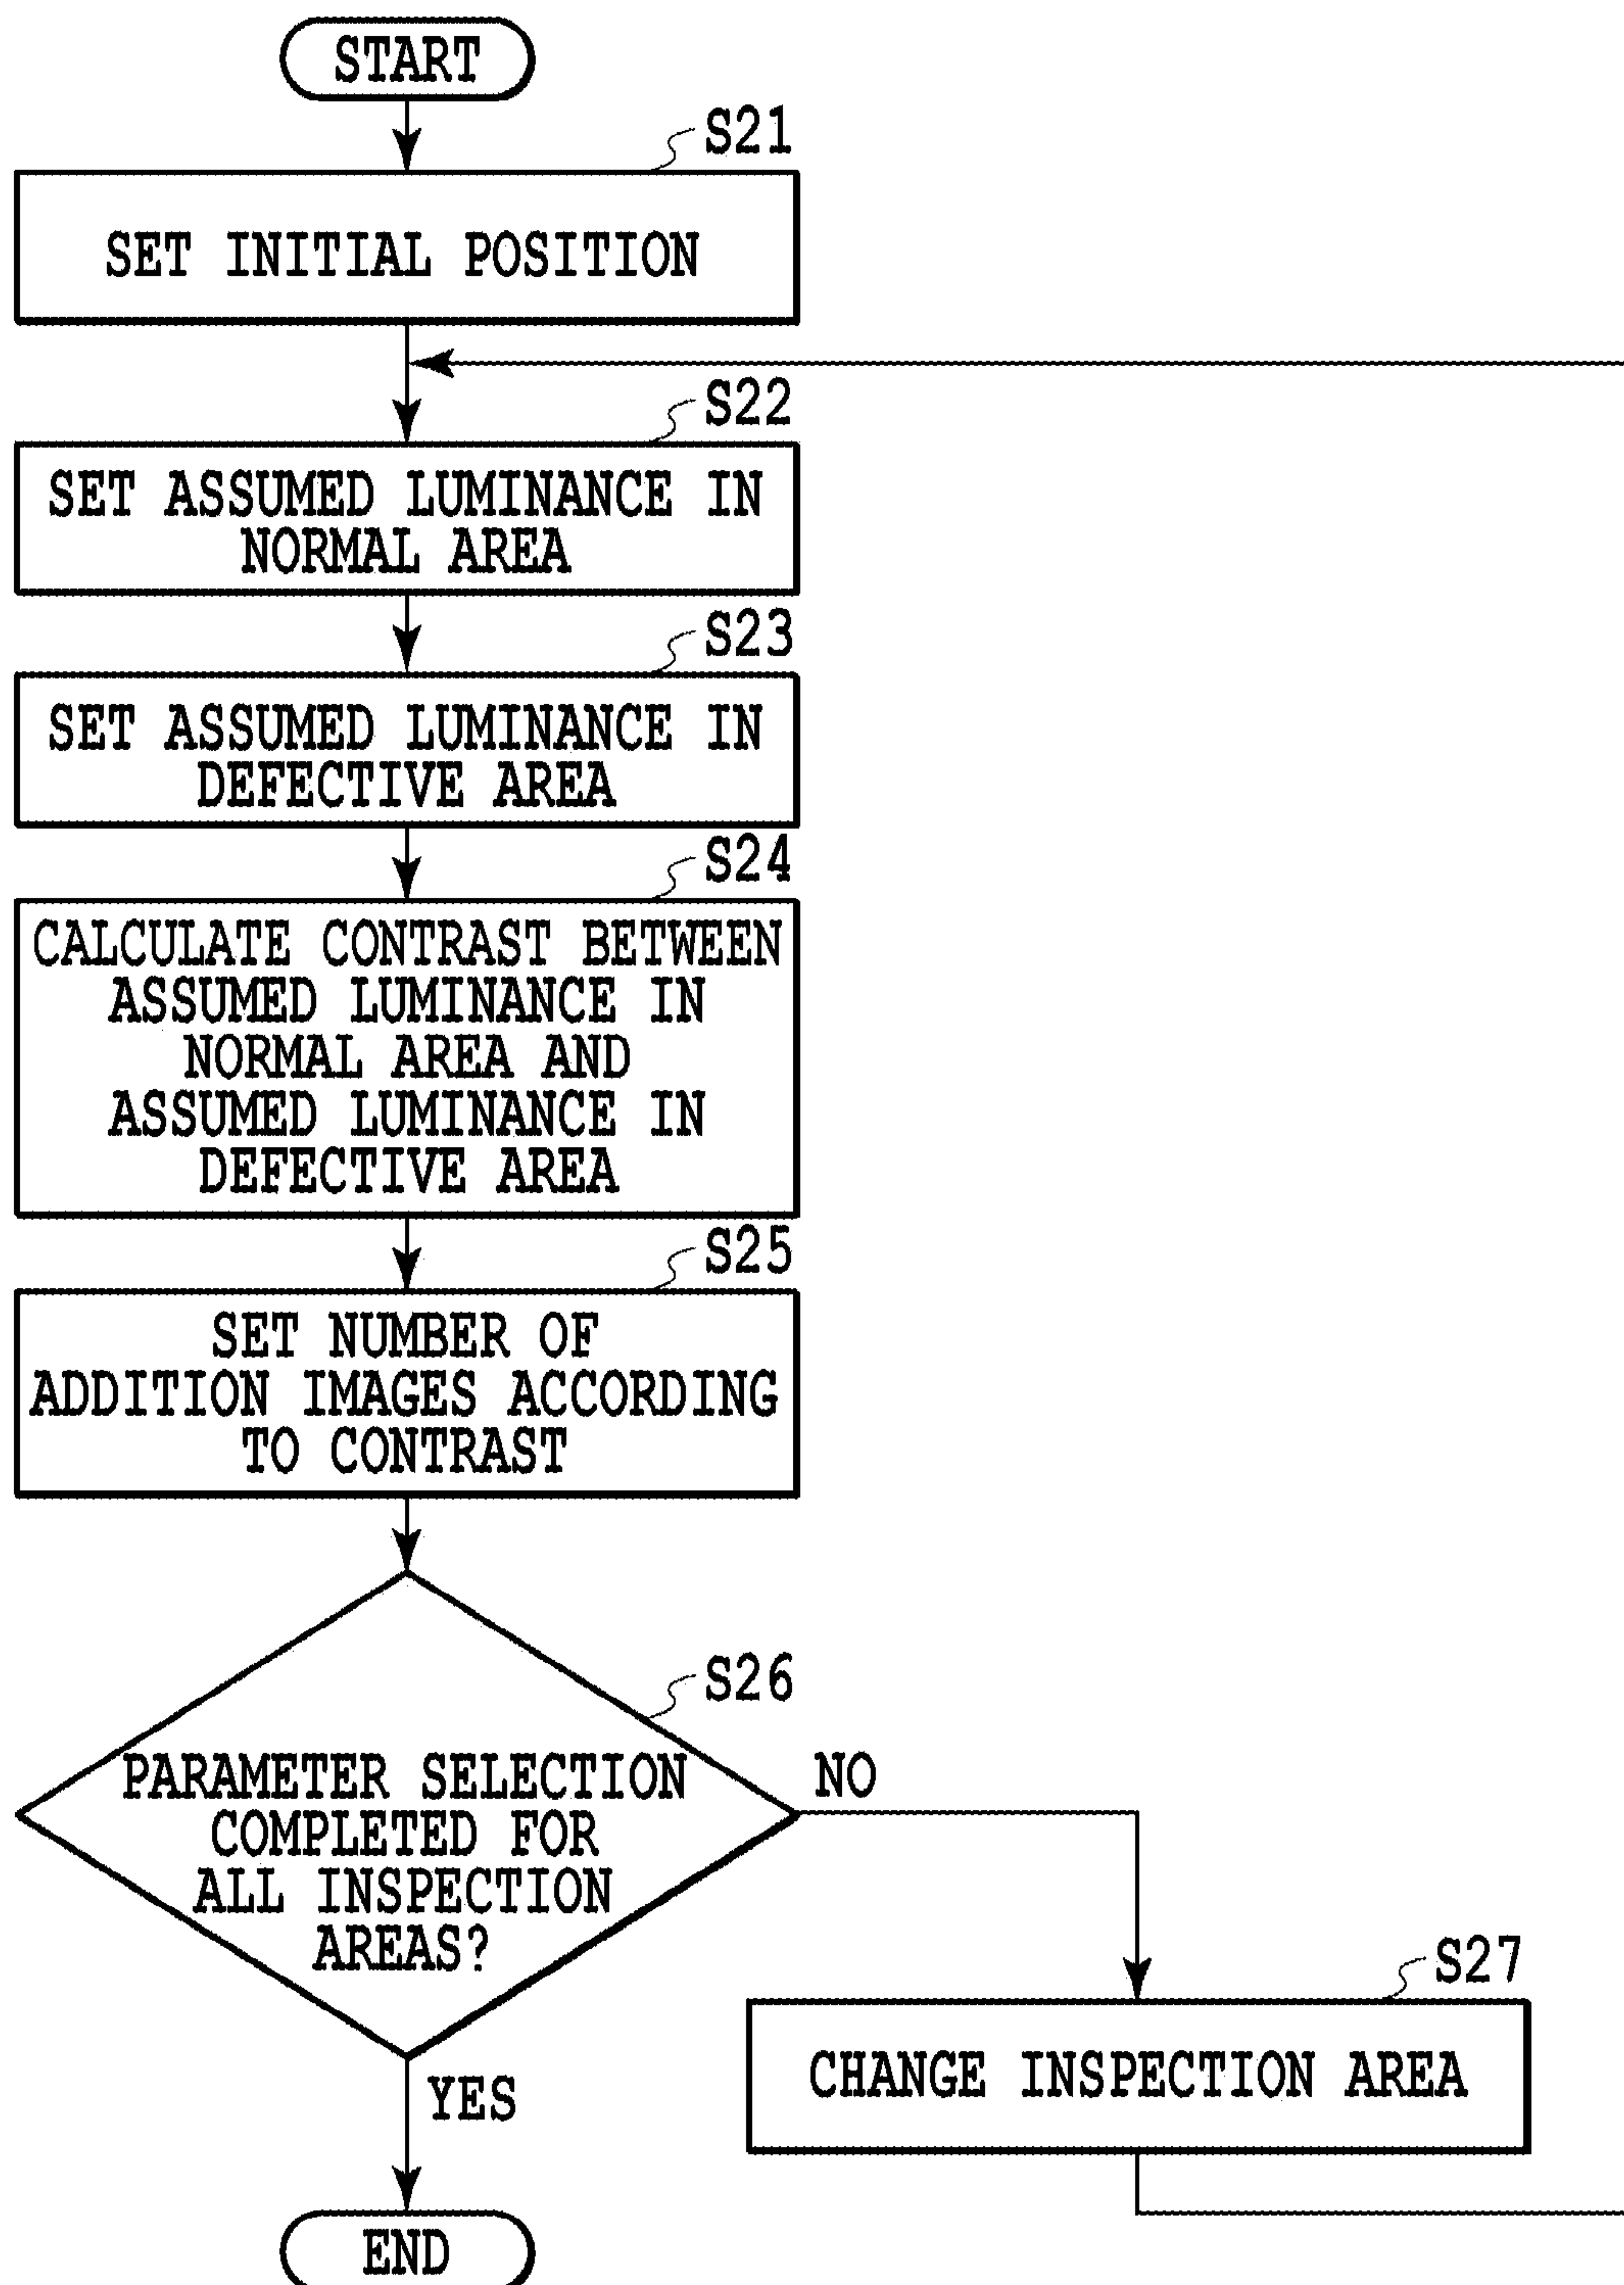 START
S21
SET INITIAL POSITION
S22
SET ASSUMED LUMINANCE IN
NORMAL AREA
S23
SET ASSUMED LUMINANCE IN
DEFECTIVE AREA
S24
CALCULATE CONTRAST BETWEEN
ASSUMED LUMINANCE IN
NORMAL AREA AND
ASSUMED LUMINANCE IN
DEFECTIVE AREA
S25
SET NUMBER OF
ADDITION IMAGES ACCORDING
TO CONTRAST
S26
PARAMETER SELECTION
COMPLETED FOR
ALL INSPECTION
AREAS?
NO
S27
CHANGE INSPECTION AREA
YES
END